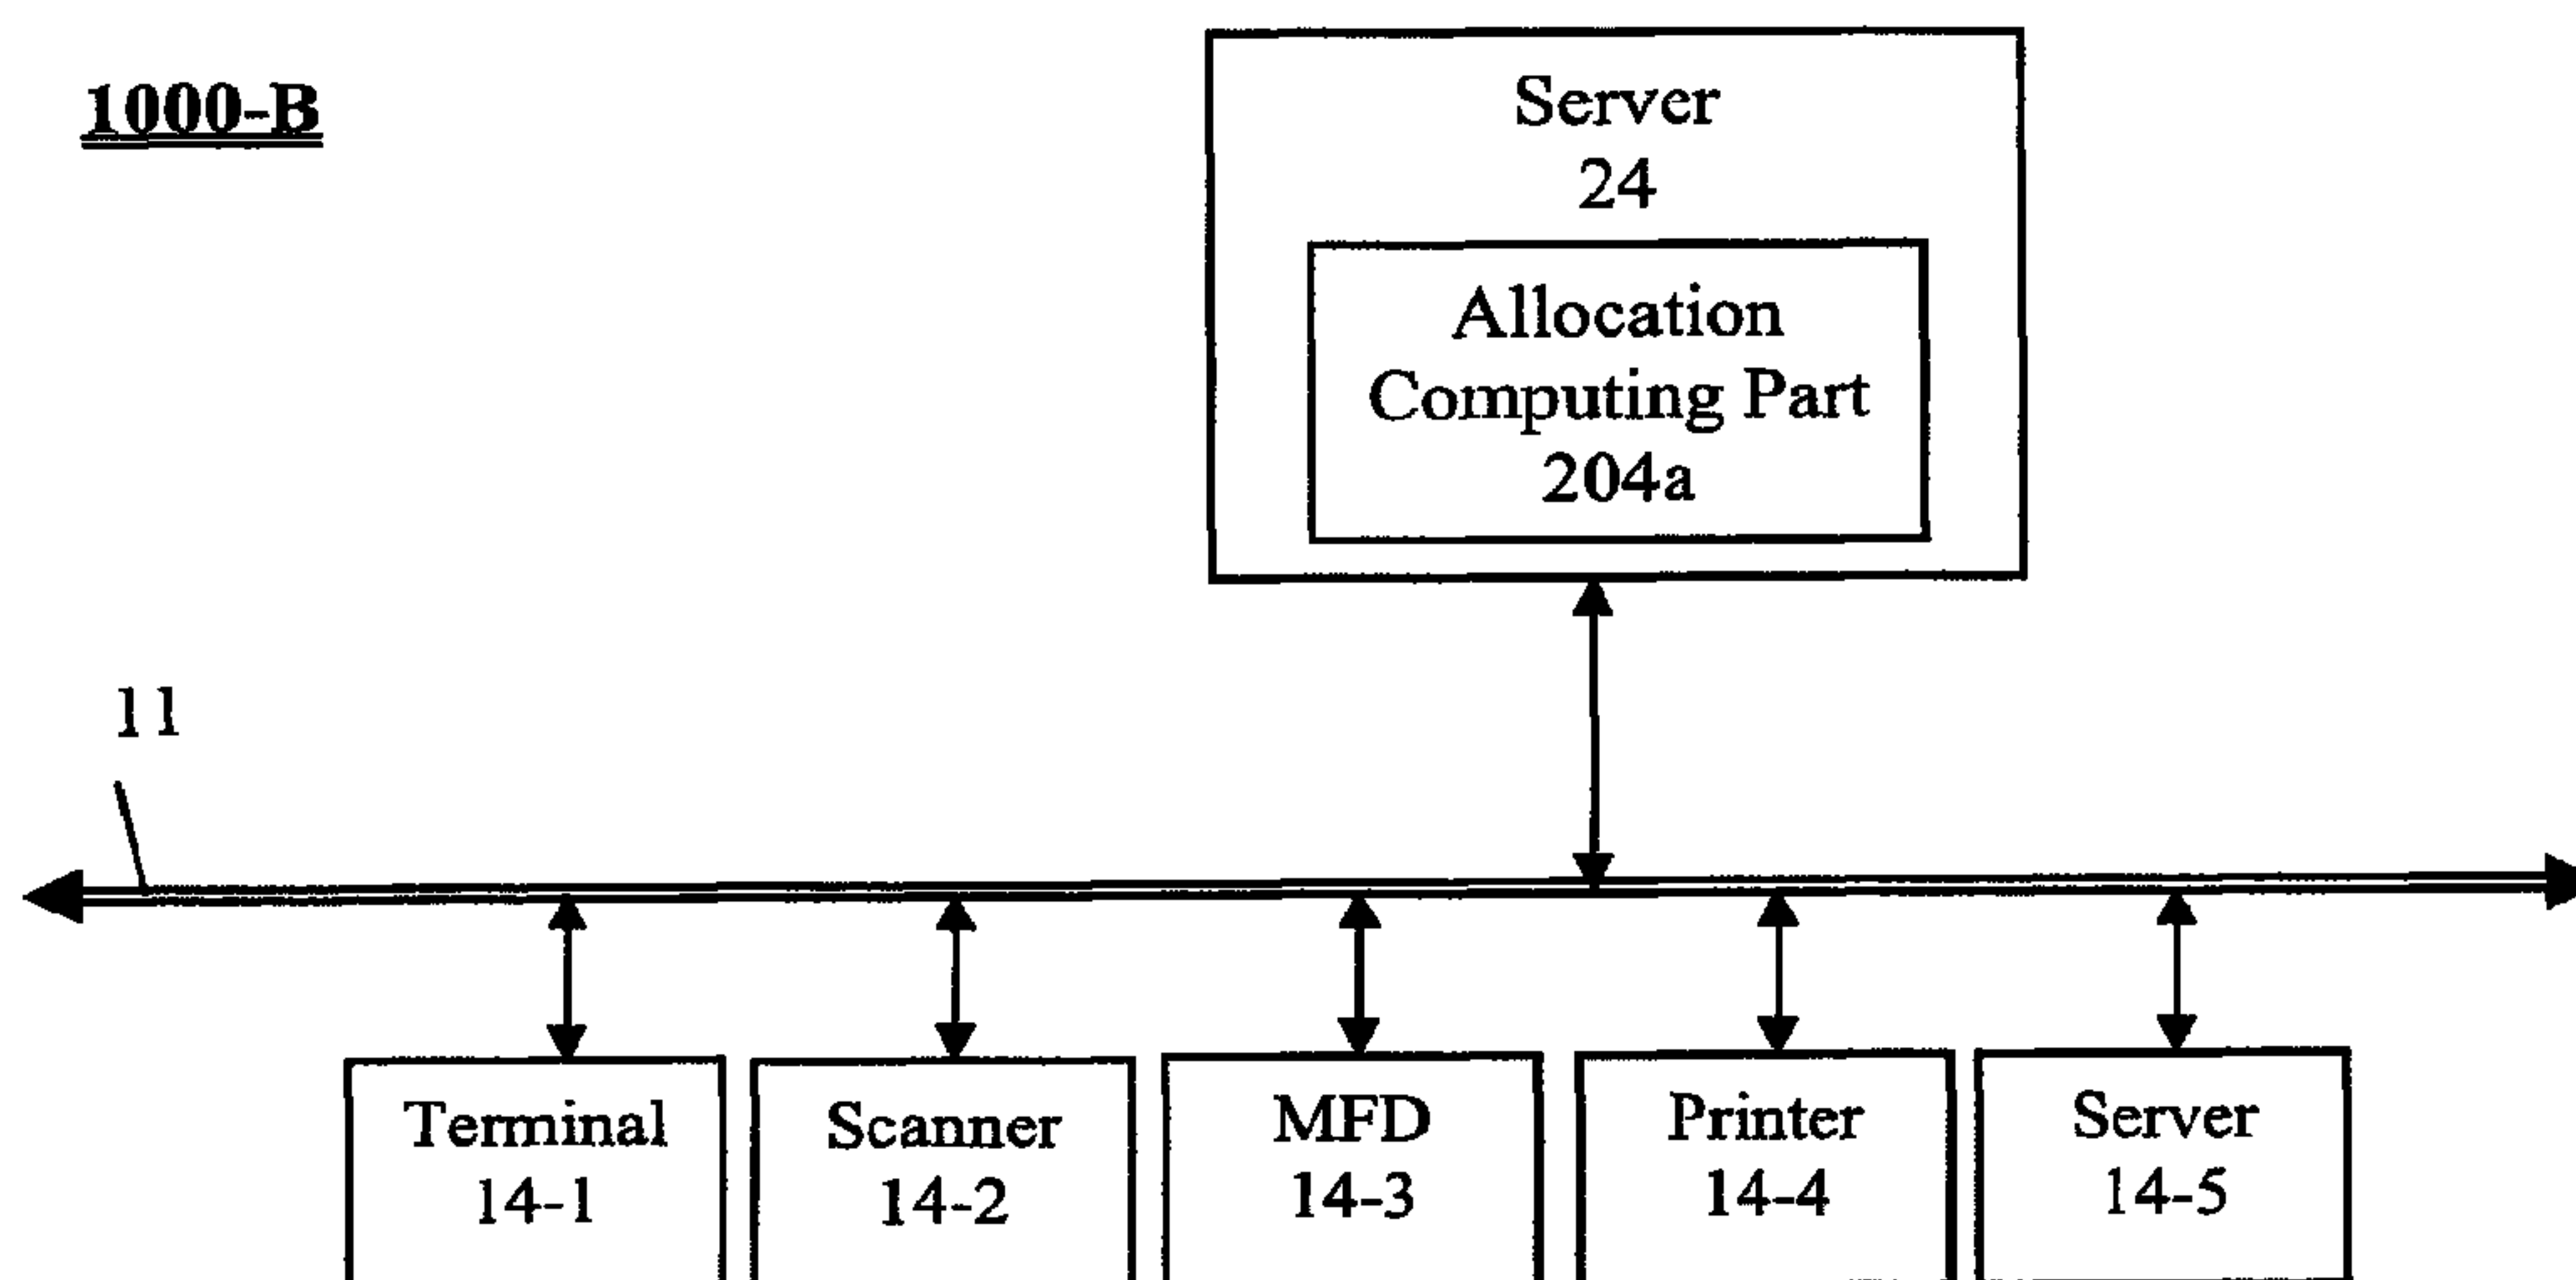 1000-B
Server
24
Allocation
Computing Part
204a
11
Terminal
14-1
Scanner
14-2
MFD
14-3
Printer
14-4
Server
14-5